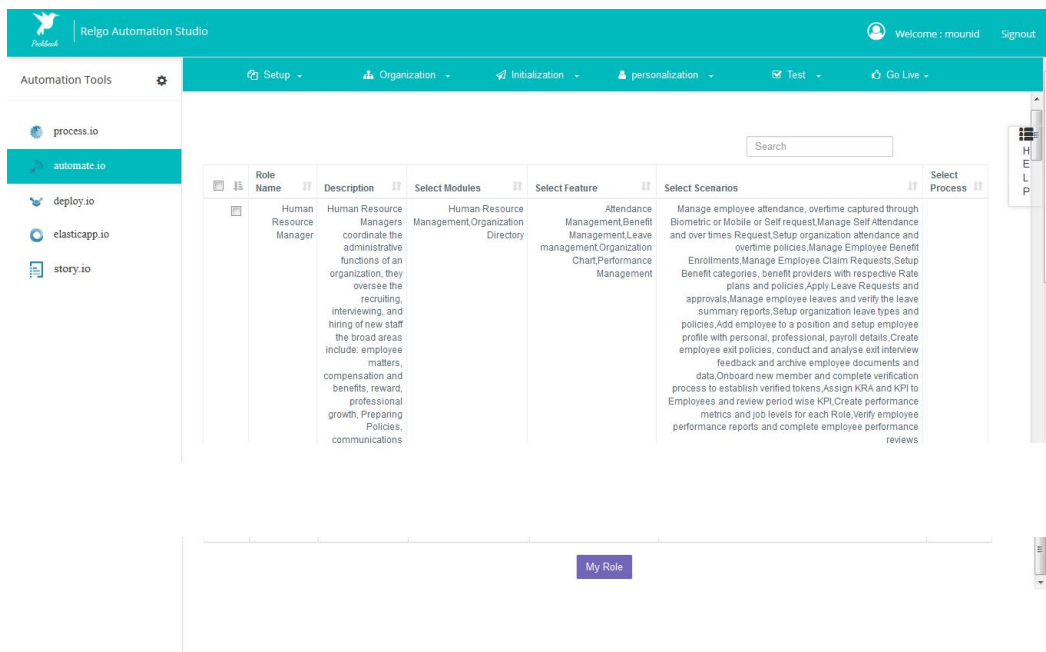 Relgo Automation Studio
Welcome : mounid
Signout
Automation Tools
Setup
Organization
Initialization
personalization
Test
Go Live
process.io
automate.io
deploy.io
elasticapp.io
story.io
Search
H
E
L
P
Role Name
Description
Select Modules
Select Feature
Select Scenarios
Select Process
Human
Resource
Manager
Human Resource
Managers
coordinate the
administrative
functions of an
organization, they
oversee the
recruiting,
interviewing, and
hiring of new staff
the broad areas
include: employee
matters,
compensation and
benefits, reward,
professional
growth, Preparing
Policies,
communications
Human Resource
Management,Organization
Directory
Attendance
Management,Benefit
Management,Leave
management,Organization
Chart,Performance
Management
Manage employee attendance, overtime captured through
Biometric or Mobile or Self request,Manage Self Attendance
and over times Request,Setup organization attendance and
overtime policies,Manage Employee Benefit
Enrollments,Manage Employee Claim Requests,Setup
Benefit categories, benefit providers with respective Rate
plans and policies,Apply Leave Requests and
approvals,Manage employee leaves and verify the leave
summary reports,Setup organization leave types and
policies,Add employee to a position and setup employee
profile with personal, professional, payroll details,Create
employee exit policies, conduct and analyse exit interview
feedback and archive employee documents and
data,Onboard new member and complete verification
process to establish verified tokens,Assign KRA and KPI to
Employees and review period wise KPI,Create performance
metrics and job levels for each Role,Verify employee
performance reports and complete employee performance
reviews
My Role